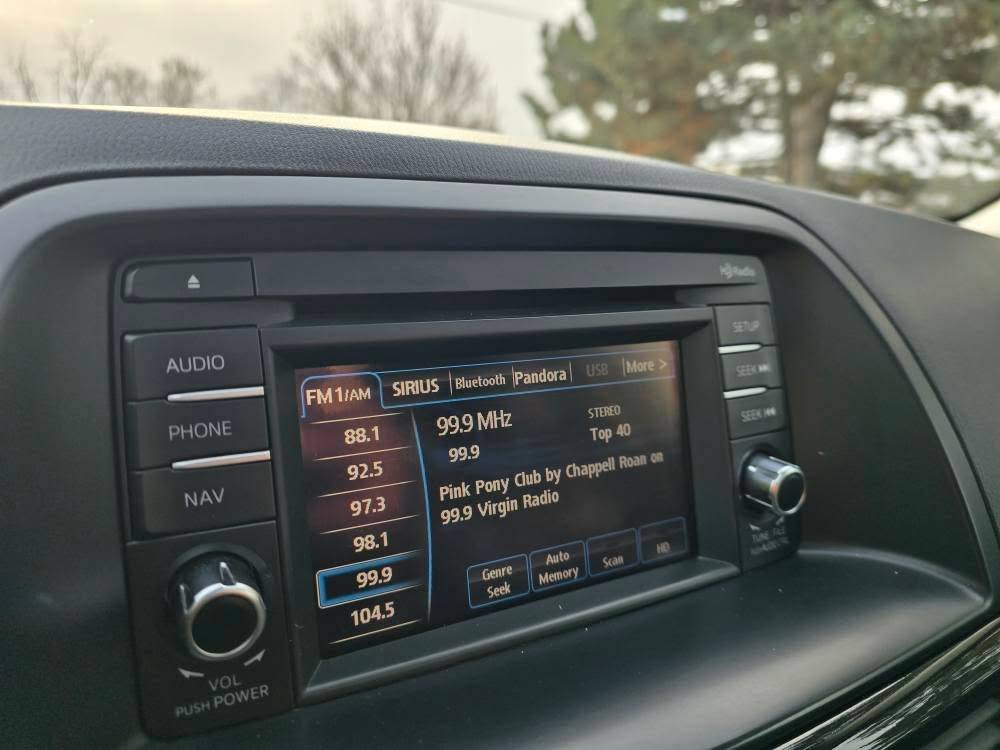 HD Radio
AUDIO
PHONE
NAV
VOL
PUSH POWER
FM1/AM
SIRIUS
Bluetooth
Pandora
USB
More >
88.1
92.5
97.3
98.1
99.9
104.5
99.9 MHz
99.9
STEREO
Top 40
Pink Pony Club by Chappell Roan on
99.9 Virgin Radio
Genre
Seek
Auto
Memory
Scan
HD
SETUP
SEEK
SEEK
TUNE FILE